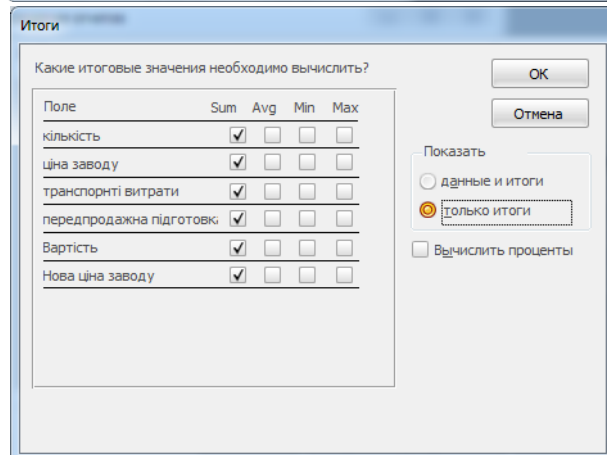 Итоги
Какие итоговые значения необходимо вычислить?
Поле Sum Avg Min Max
кількість
ціна заводу
транспорнті витрати
передпродажна підготовка
Вартість
Нова ціна заводу
OK
Отмена
Показать
данные и итоги
только итоги
Вычислить проценты